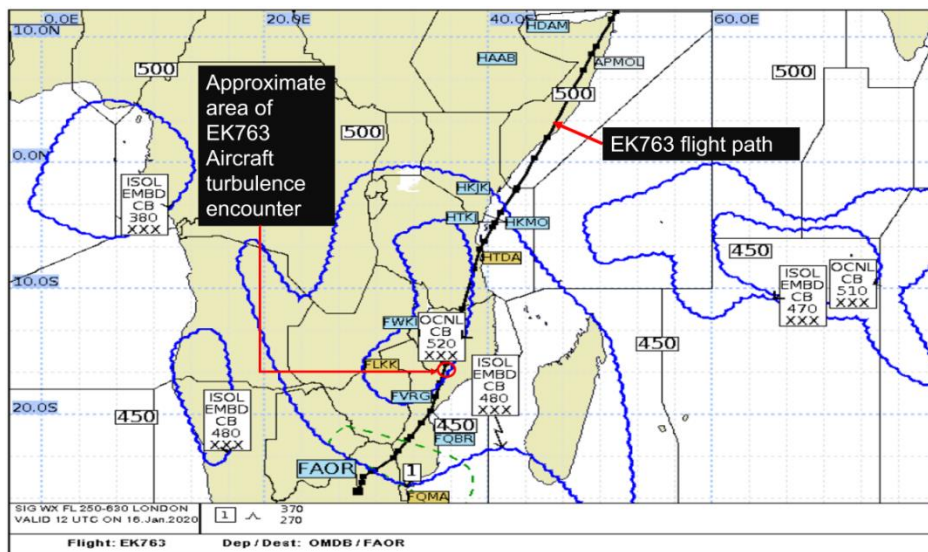 0.0E
20.0E
40.0E
60.0E
10.0N
HDAM
500
HAAB
APMOL
500
Approximate
area of
EK763
Aircraft
turbulence
encounter
500
500
EK763 flight path
0.0N
ISOL
EMBD
CB
380
XXX
HKJK
HTKJ
HKMO
HTDA
450
ISOL
EMBD
CB
470
XXX
OCNL
CB
510
XXX
10.0S
FWKI
OCNL
CB
520
XXX
FLKK
ISOL
EMBD
CB
480
XXX
450
FVRG
20.0S
450
ISOL
EMBD
CB
480
XXX
450
FQBR
FAOR
1
FQMA
SIG WX FL 250-630 LONDON
VALID 12 UTC ON 16.Jan.2020
1
370
270
Flight: EK763 Dep/Dest: OMDB / FAOR